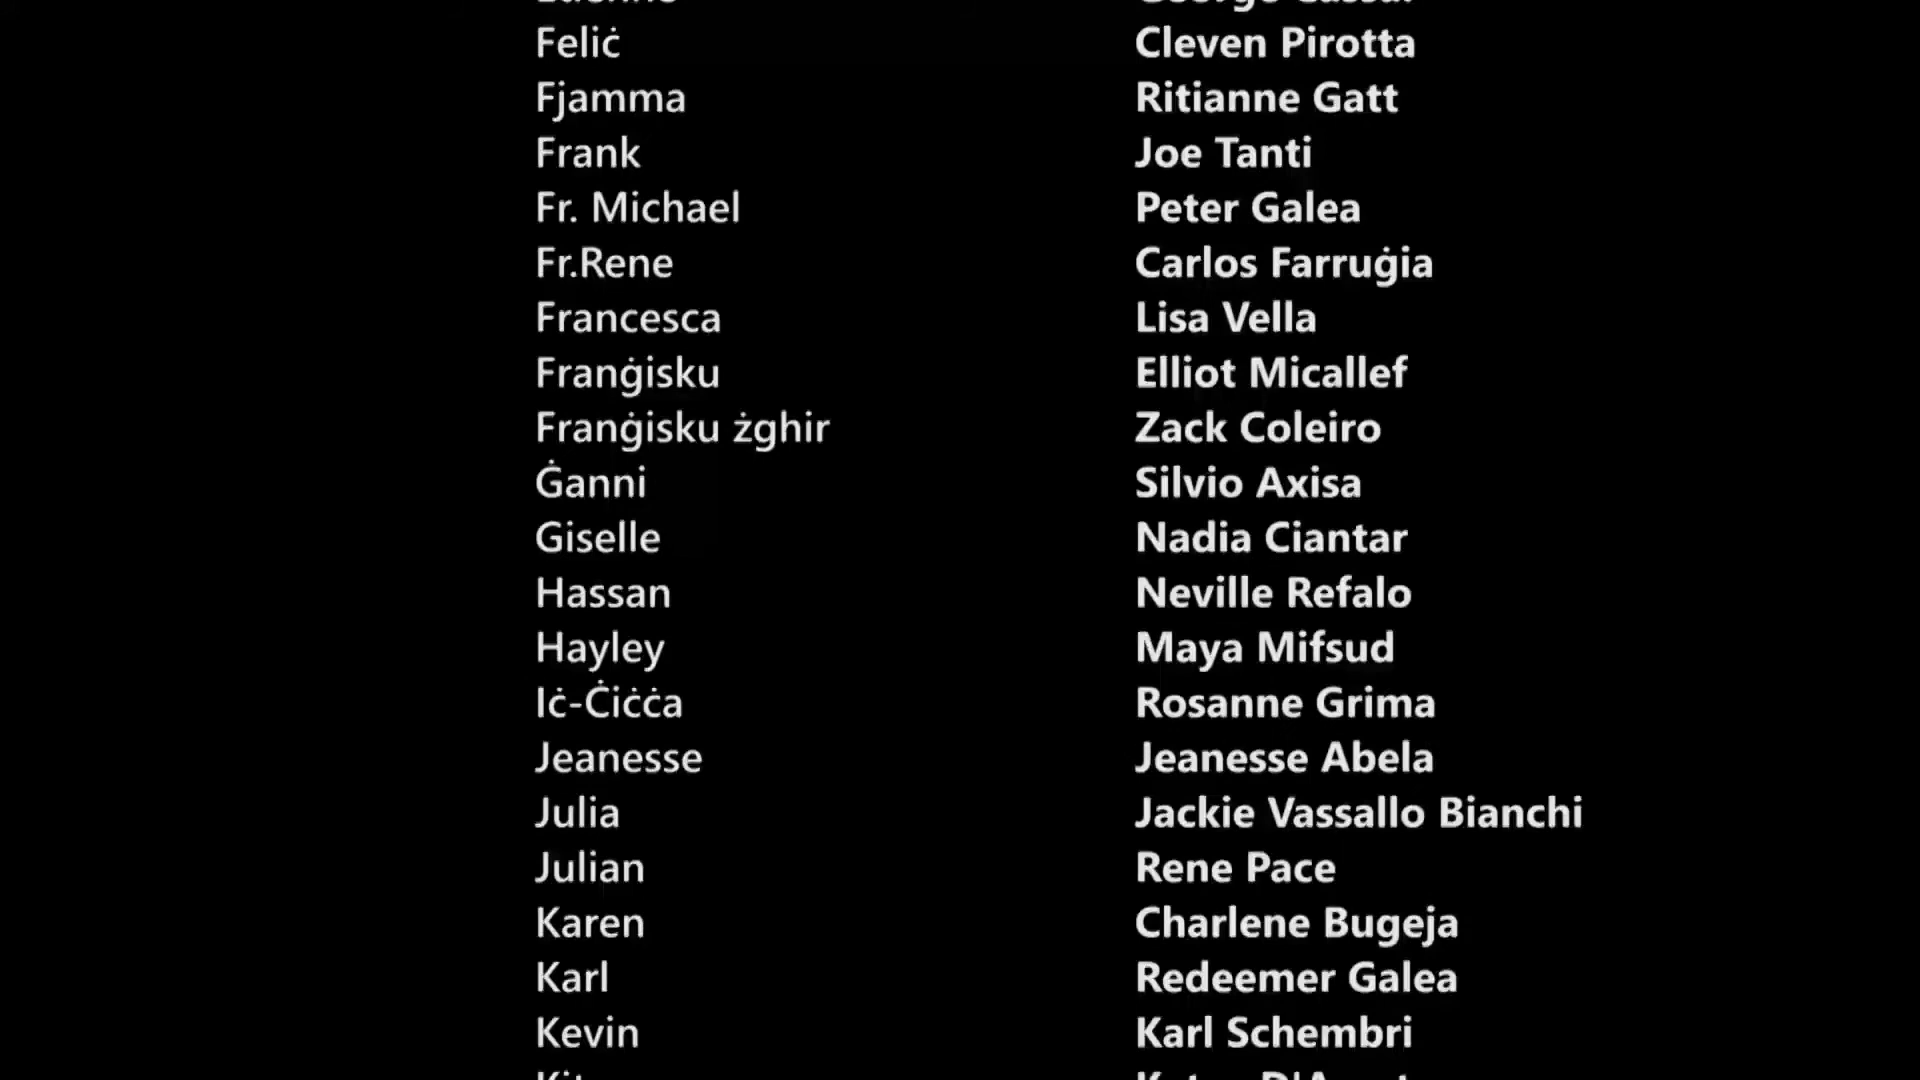 Feliċ Cleven Pirotta
Fjamma Ritianne Gatt
Frank Joe Tanti
Fr. Michael Peter Galea
Fr.Rene Carlos Farruġia
Francesca Lisa Vella
Franġisku Elliot Micallef
Franġisku żghir Zack Coleiro
Ġanni Silvio Axisa
Giselle Nadia Ciantar
Hassan Neville Refalo
Hayley Maya Mifsud
Iċ-Ċiċċa Rosanne Grima
Jeanesse Jeanesse Abela
Julia Jackie Vassallo Bianchi
Julian Rene Pace
Karen Charlene Bugeja
Karl Redeemer Galea
Kevin Karl Schembri